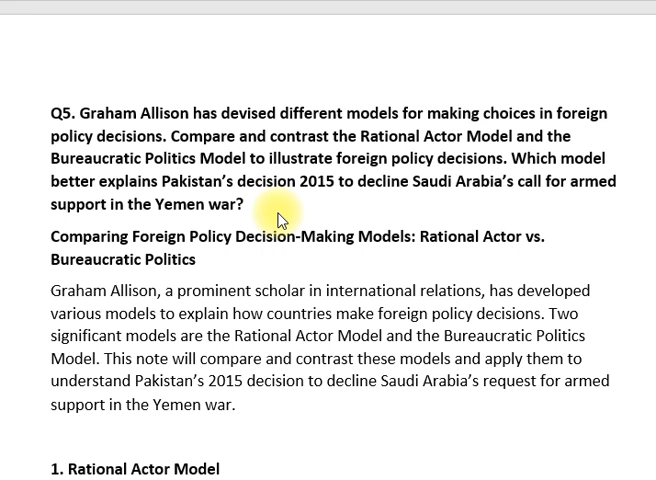 Q5. Graham Allison has devised different models for making choices in foreign
policy decisions. Compare and contrast the Rational Actor Model and the
Bureaucratic Politics Model to illustrate foreign policy decisions. Which model
better explains Pakistan’s decision 2015 to decline Saudi Arabia’s call for armed
support in the Yemen war?
Comparing Foreign Policy Decision-Making Models: Rational Actor vs.
Bureaucratic Politics
Graham Allison, a prominent scholar in international relations, has developed
various models to explain how countries make foreign policy decisions. Two
significant models are the Rational Actor Model and the Bureaucratic Politics
Model. This note will compare and contrast these models and apply them to
understand Pakistan’s 2015 decision to decline Saudi Arabia’s request for armed
support in the Yemen war.
1. Rational Actor Model